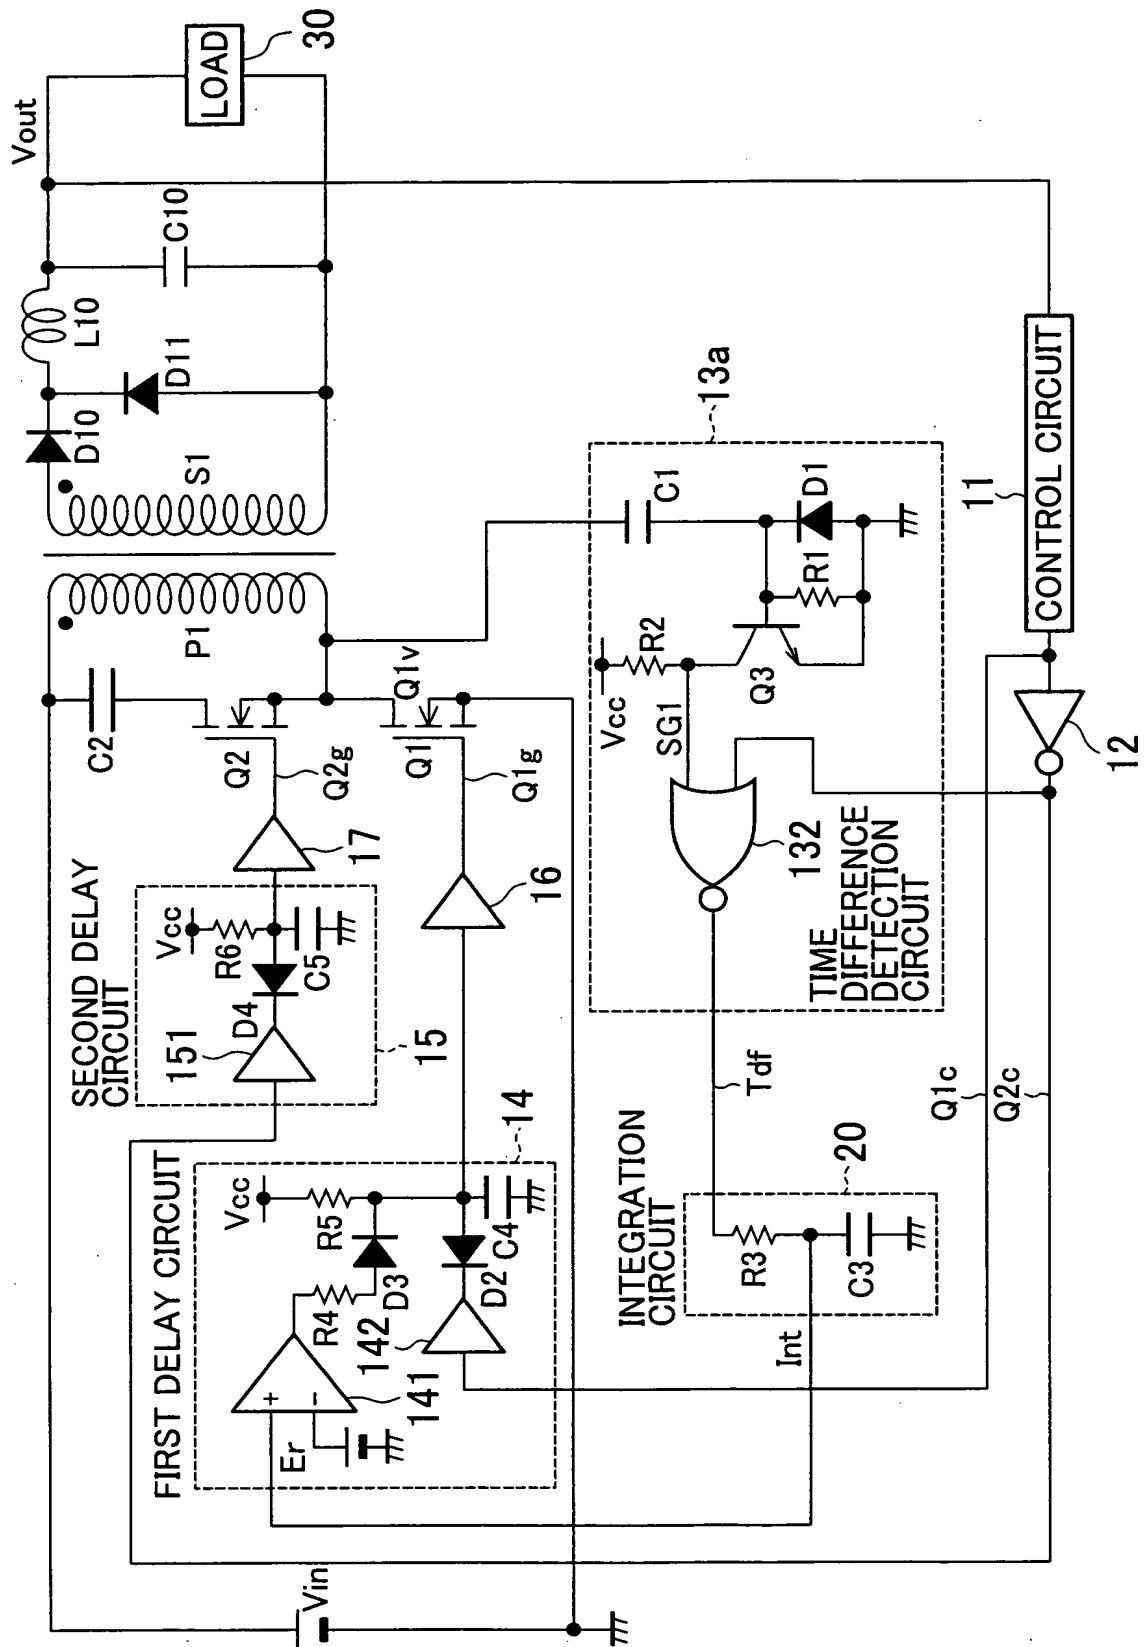 Vin
C2
P1
S1
D10
D11
L10
C10
Vout
LOAD
30
SECOND DELAY
CIRCUIT
151
D4
Vcc
R6
C5
15
17
Q2
Q2g
Q1
Q1v
Q1g
16
FIRST DELAY CIRCUIT
Er
+
-
141
R4
D3
R5
Vcc
142
D2
C4
14
INTEGRATION
CIRCUIT
Int
R3
C3
20
Tdf
TIME
DIFFERENCE
DETECTION
CIRCUIT
132
SG1
Vcc
R2
Q3
R1
D1
C1
13a
Q1c
Q2c
12
11
CONTROL CIRCUIT